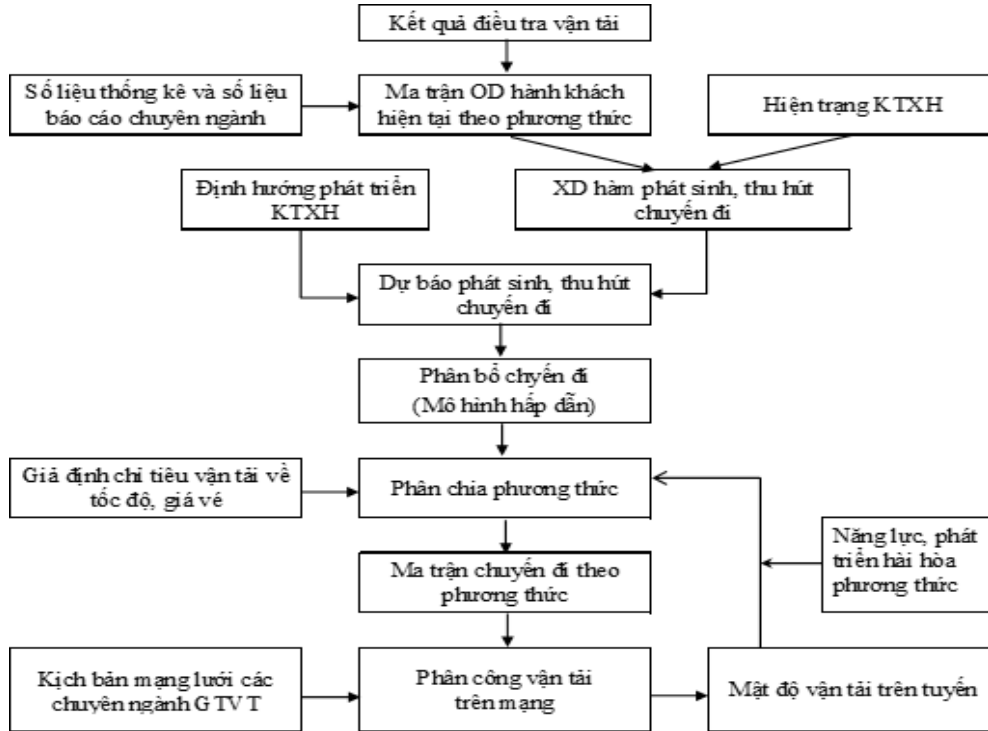 Kết quả điều tra vận tải
Số liệu thống kê và số liệu
báo cáo chuyên ngành
Ma trận OD hành khách
hiện tại theo phương thức
Hiện trạng KTXH
Định hướng phát triển
KTXH
XD hàm phát sinh, thu hút
chuyến đi
Dự báo phát sinh, thu hút
chuyến đi
Phân bổ chyến đi
(Mô hình hấp dẫn)
Giả định chỉ tiêu vận tải về
tốc độ, giá vé
Phân chia phương thức
Năng lực, phát
triển hài hòa
phương thức
Ma trận chuyến đi theo
phương thức
Kịch bản mạng lưới các
chuyên ngành GTVT
Phân công vận tải
trên mạng
Mật độ vận tải trên tuyến